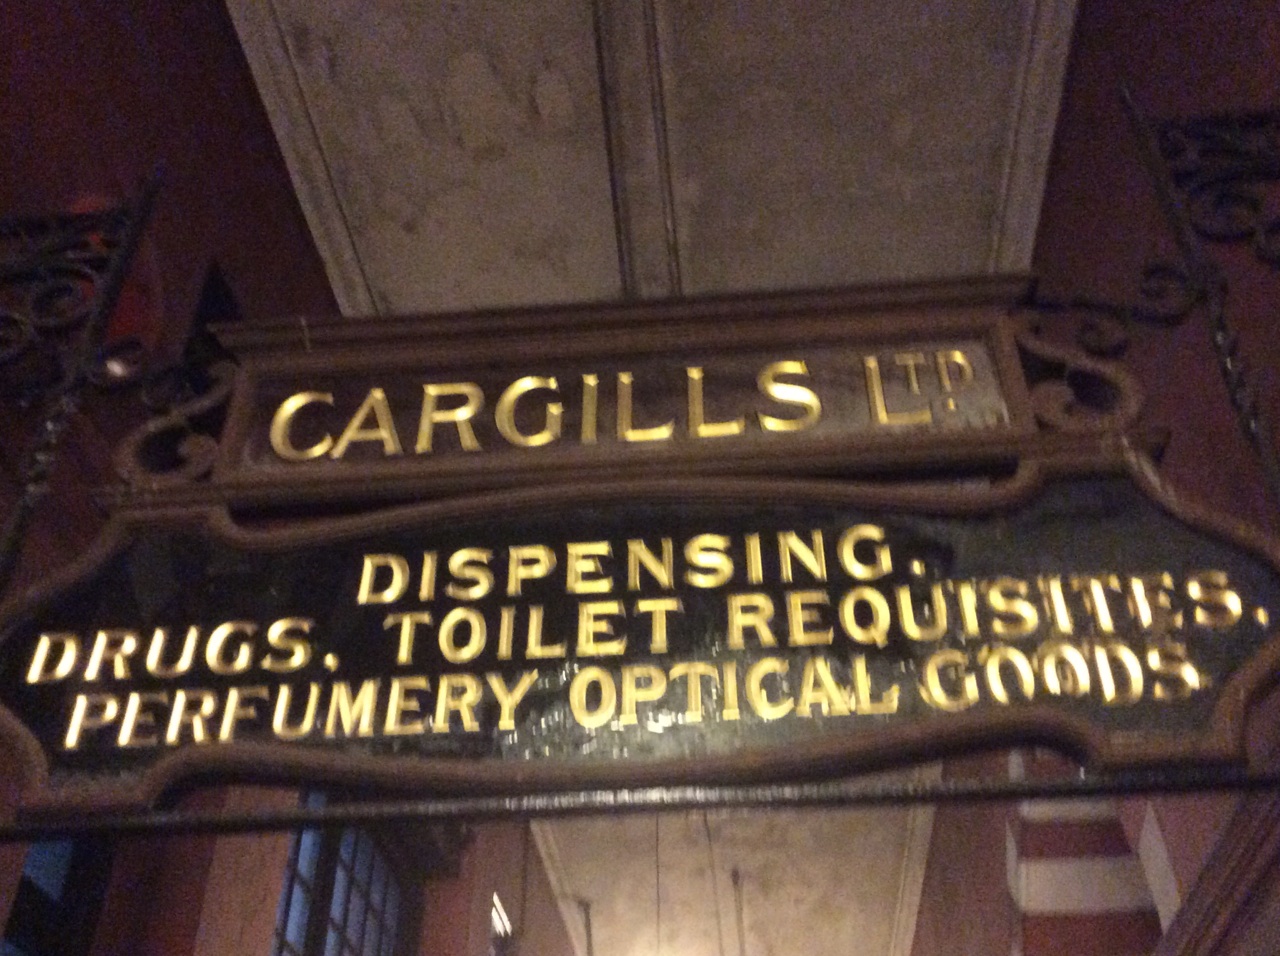 CARGILLS LTD.
DISPENSING.
DRUGS. TOILET REQUISITES.
PERFUMERY OPTICAL GOODS